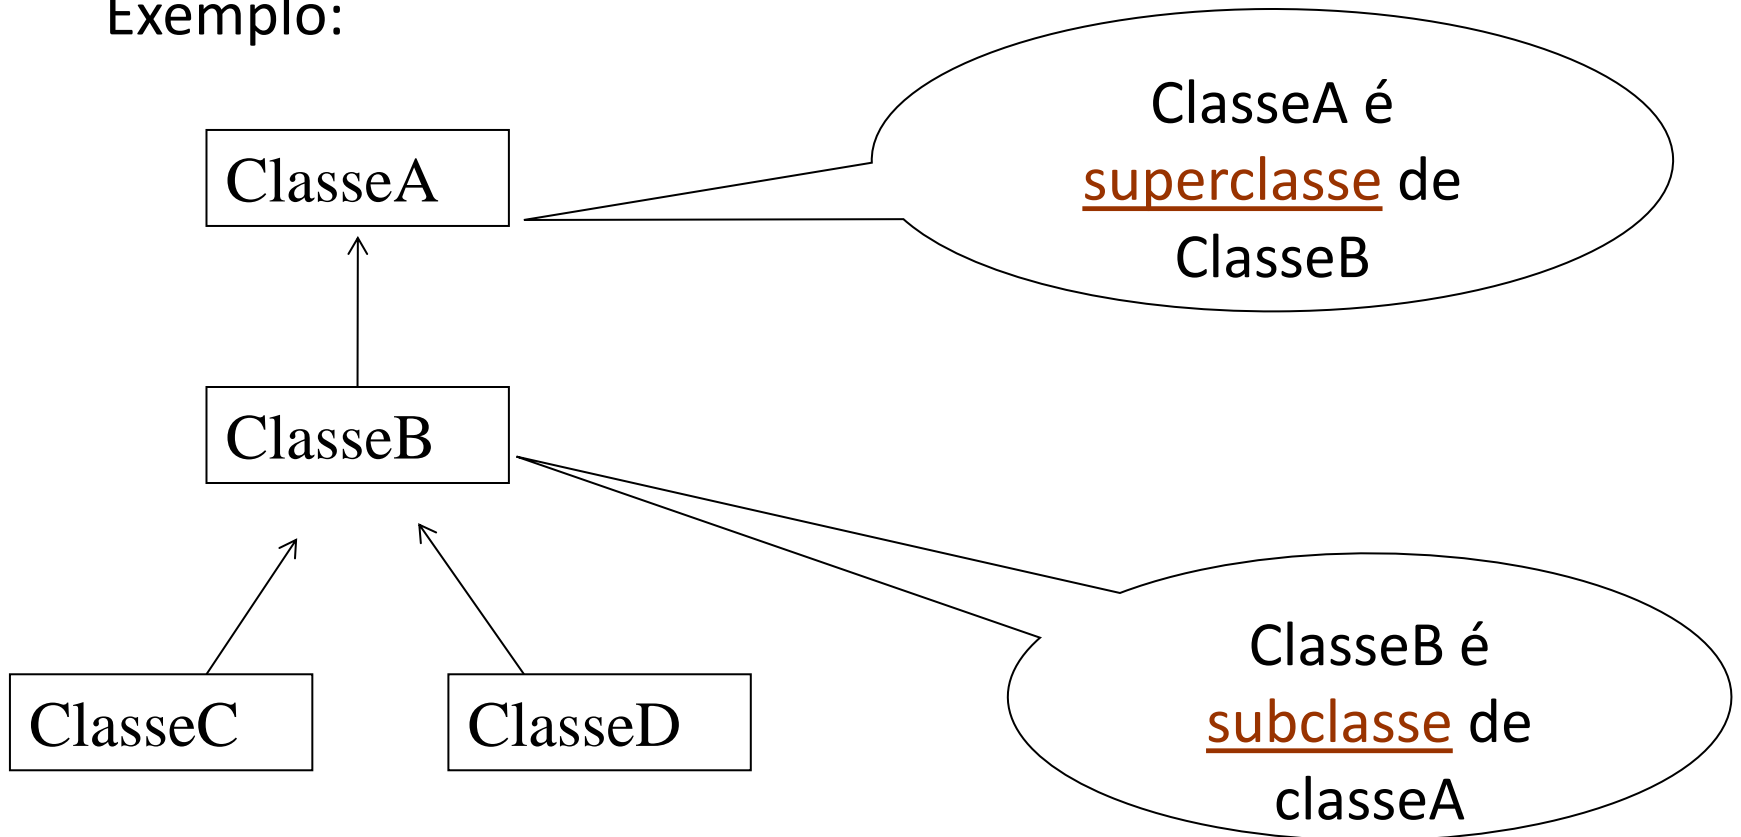 Exemplo:
ClasseA é
superclasse de
ClasseB
ClasseA
ClasseB
ClasseB é
subclasse de
classeA
ClasseC
ClasseD